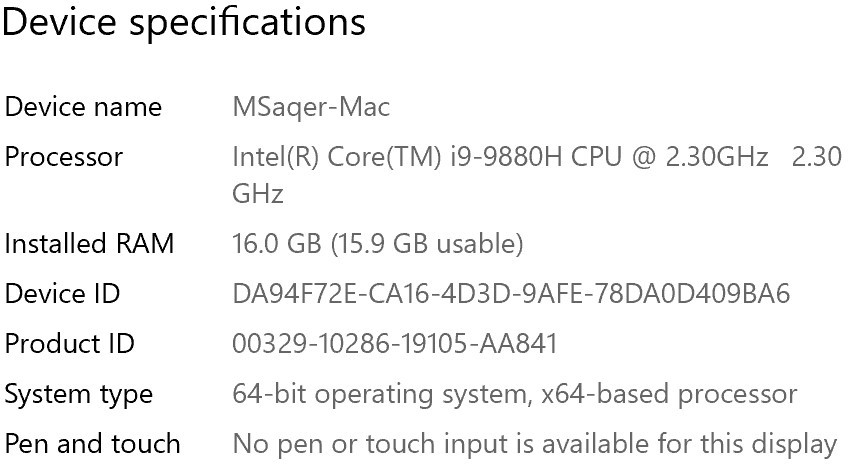 Device specifications
Device name MSaqer-Mac
Processor Intel(R) Core(TM) i9-9880H CPU @ 2.30GHz 2.30
GHz
Installed RAM 16.0 GB (15.9 GB usable)
Device ID DA94F72E-CA16-4D3D-9AFE-78DA0D409BA6
Product ID 00329-10286-19105-AA841
System type 64-bit operating system, x64-based processor
Pen and touch No pen or touch input is available for this display